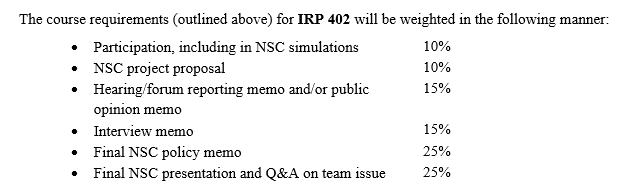 The course requirements (outlined above) for IRP 402 will be weighted in the following manner:
• Participation, including in NSC simulations 10%
• NSC project proposal 10%
• Hearing/forum reporting memo and/or public 15%
opinion memo
• Interview memo 15%
• Final NSC policy memo 25%
• Final NSC presentation and Q&A on team issue 25%